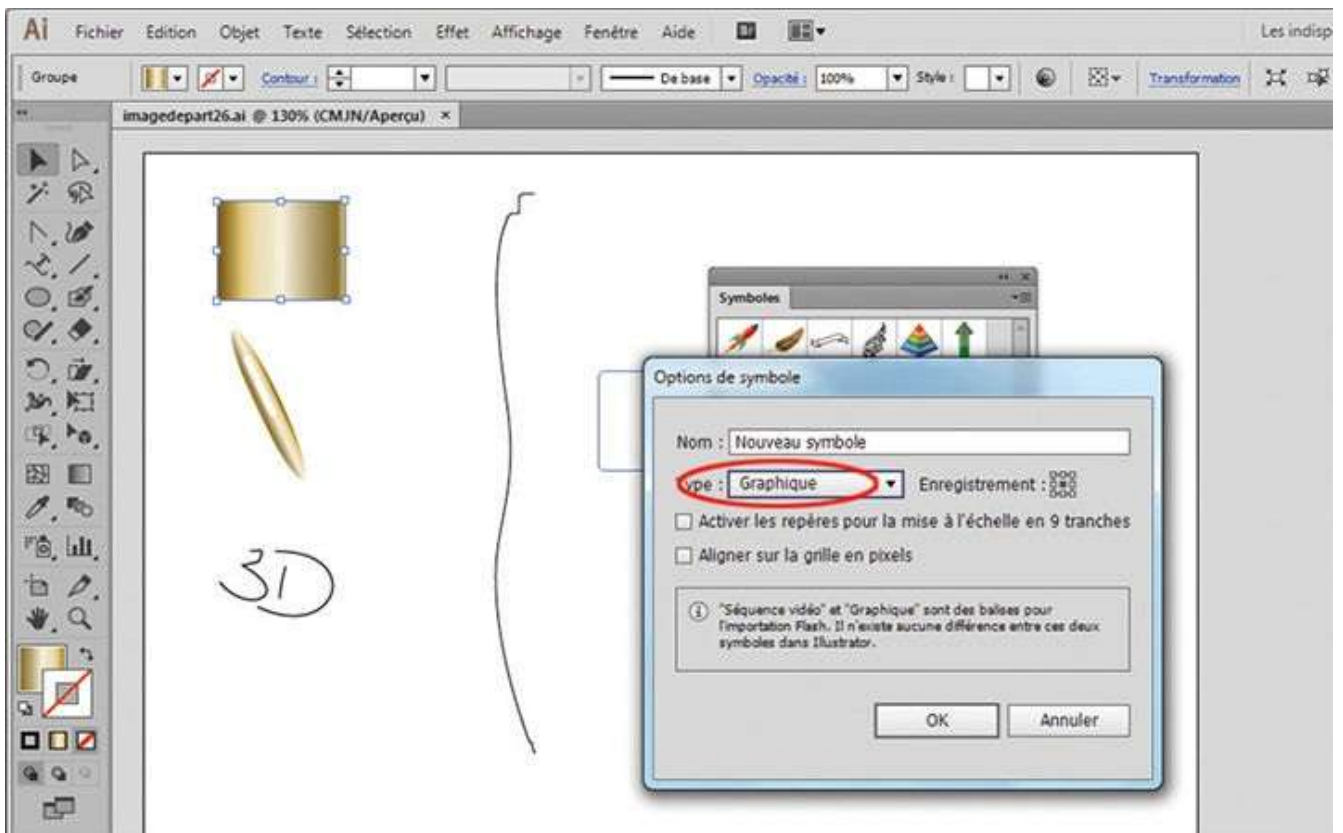 Ai Fichier Edition Objet Texte Sélection Effet Affichage Fenêtre Aide Br Les indisp
Groupe Contour : De base Opacité : 100% Style : Transformation
imagedepart26.ai @ 130% (CMJN/Aperçu) ×
Symboles
Options de symbole
Nom : Nouveau symbole
Type : Graphique Enregistrement :
Activer les repères pour la mise à l'échelle en 9 tranches
Aligner sur la grille en pixels
"Séquence vidéo" et "Graphique" sont des balises pour
l'importation Flash. Il n'existe aucune différence entre ces deux
symboles dans Illustrator.
3D
OK Annuler